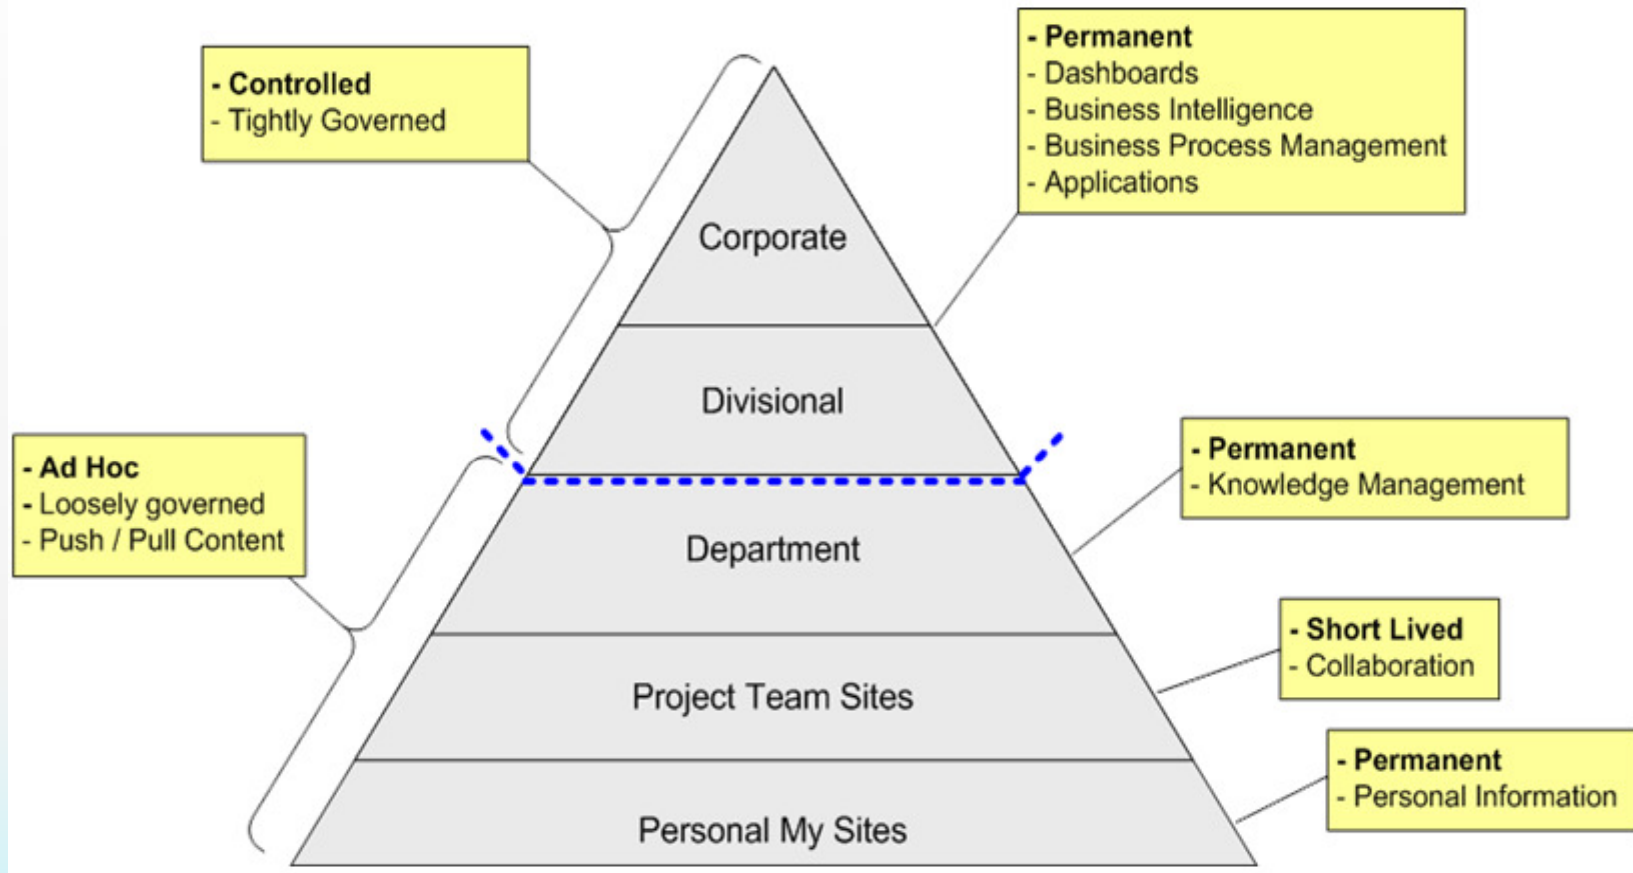 - Controlled
- Tightly Governed
- Permanent
- Dashboards
- Business Intelligence
- Business Process Management
- Applications
Corporate
Divisional
- Ad Hoc
- Loosely governed
- Push / Pull Content
- Permanent
- Knowledge Management
Department
- Short Lived
- Collaboration
Project Team Sites
- Permanent
- Personal Information
Personal My Sites